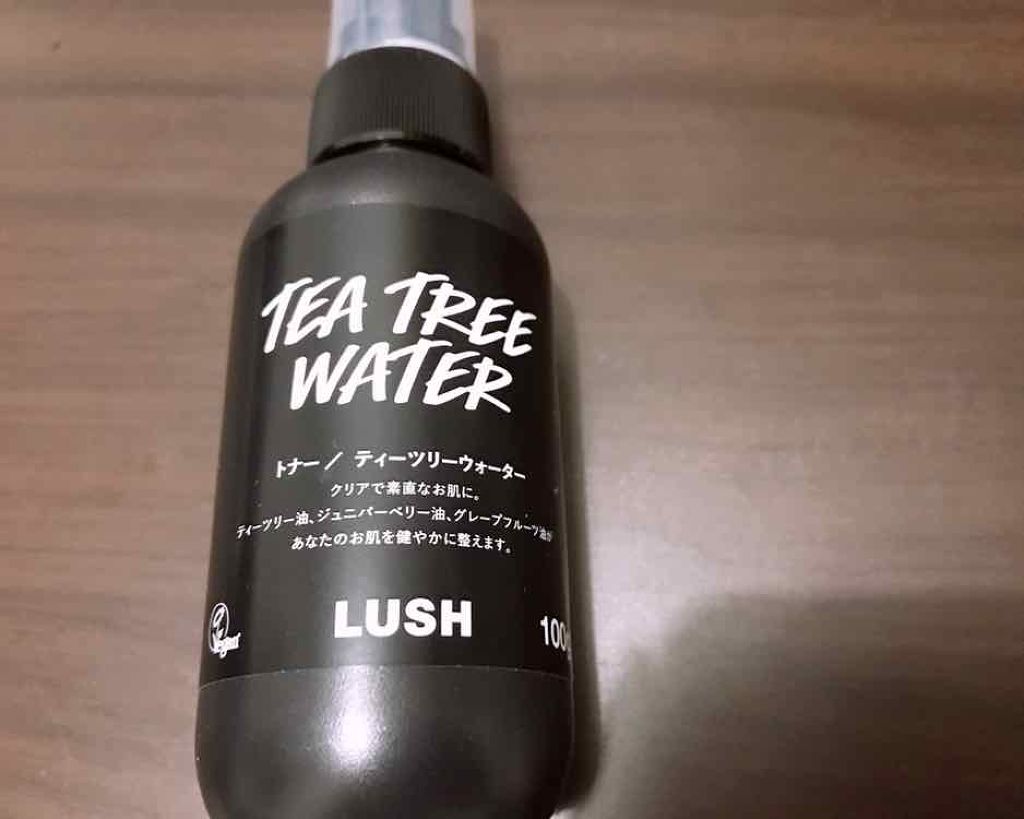 TEA TREE
WATER
トナー / ティーツリーウォーター
クリアで素直なお肌に。
ティーツリー油、ジュニパーベリー油、グレープフルーツ油が
あなたのお肌を健やかに整えます。
LUSH
Vegan
100